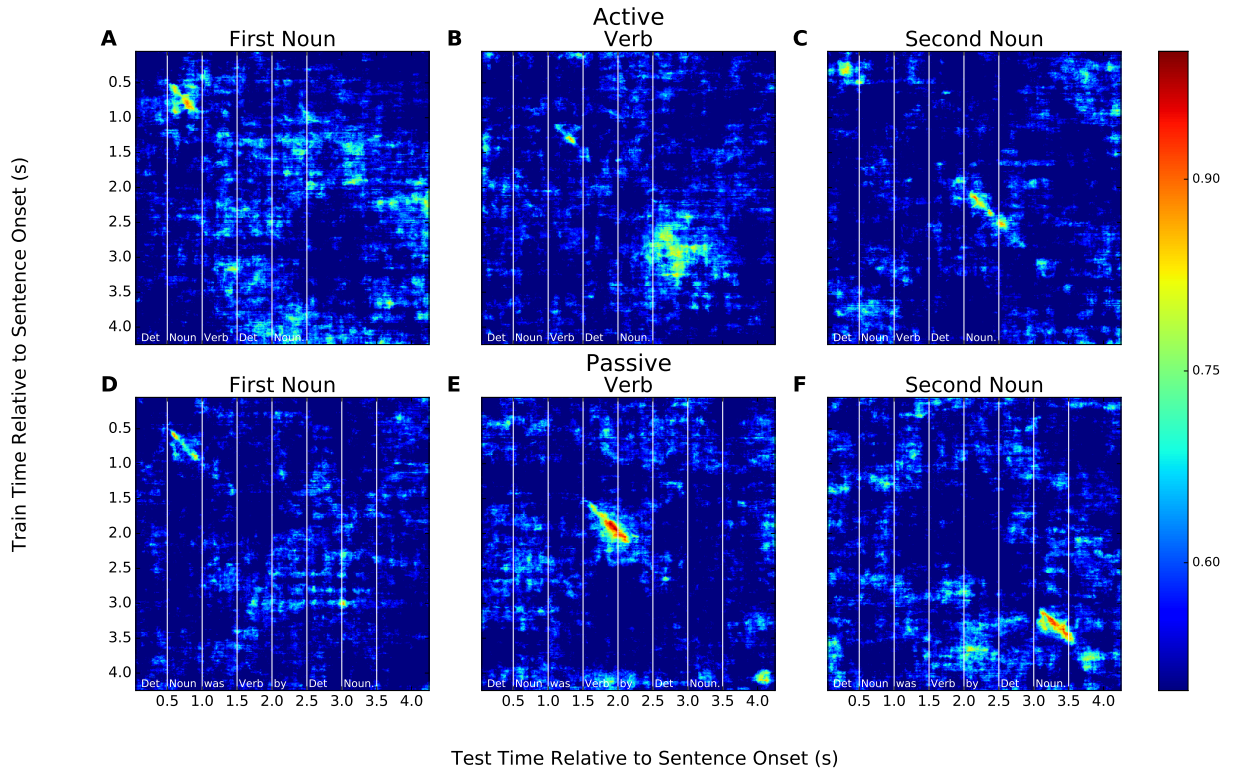 Active
A First Noun B Verb C Second Noun
0.5
1.0
1.5
2.0
2.5
3.0
3.5
4.0
Det Noun Verb Det Noun. Det Noun Verb Det Noun. Det Noun Verb Det Noun.
0.90
0.75
0.60
Passive
D First Noun E Verb F Second Noun
0.5
1.0
1.5
2.0
2.5
3.0
3.5
4.0
Det Noun was Verb by Det Noun. Det Noun was Verb by Det Noun. Det Noun was Verb by Det Noun.
0.5 1.0 1.5 2.0 2.5 3.0 3.5 4.0 0.5 1.0 1.5 2.0 2.5 3.0 3.5 4.0 0.5 1.0 1.5 2.0 2.5 3.0 3.5 4.0
Train Time Relative to Sentence Onset (s)
Test Time Relative to Sentence Onset (s)